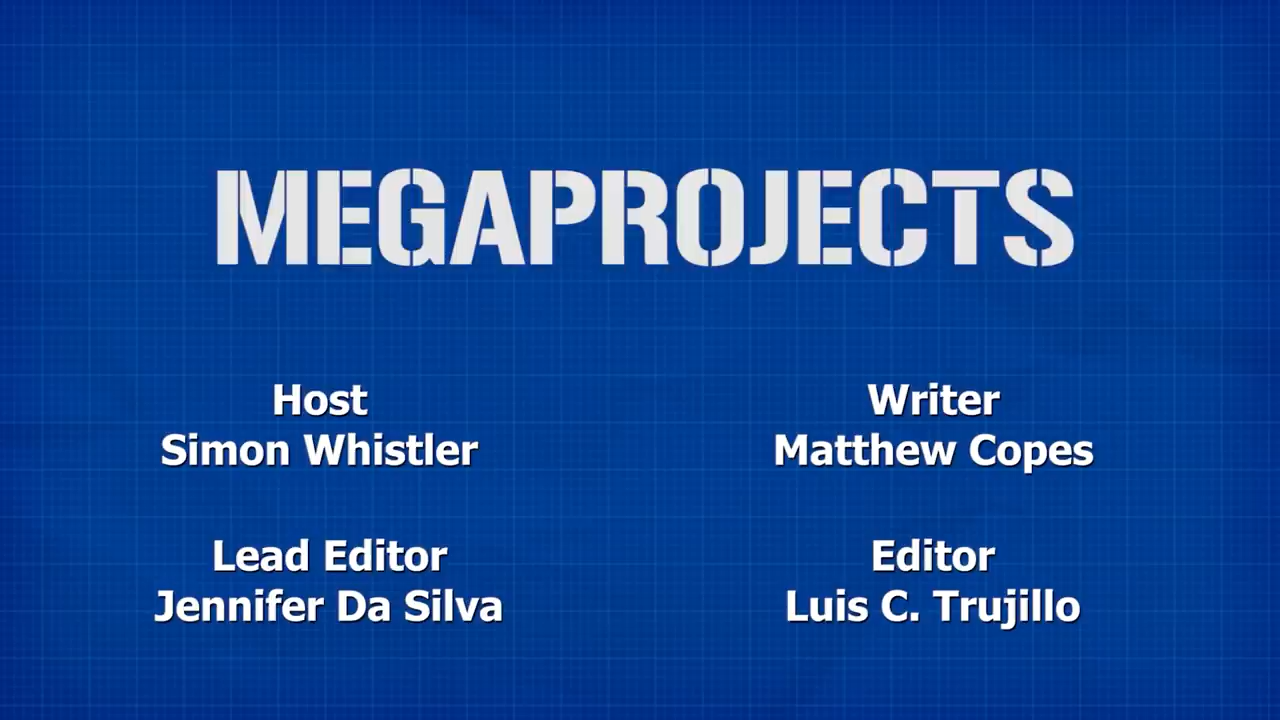 MEGAPROJECTS
Host
Simon Whistler
Writer
Matthew Copes
Lead Editor
Jennifer Da Silva
Editor
Luis C. Trujillo